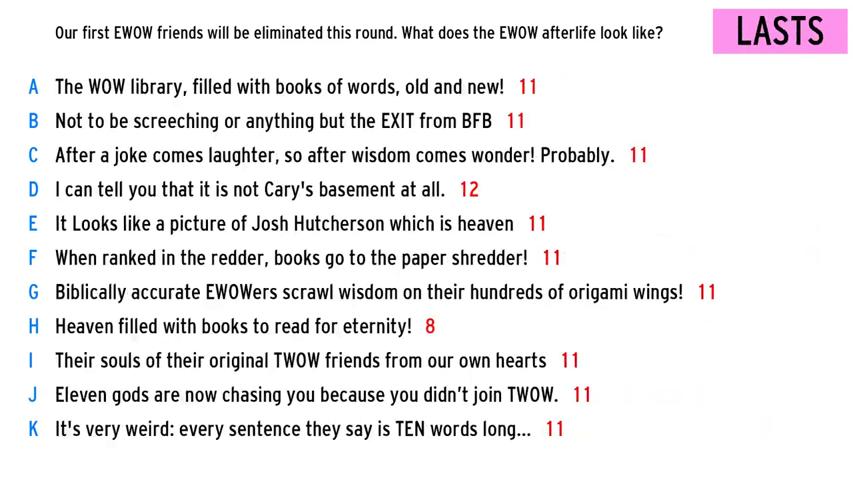 Our first EWOW friends will be eliminated this round. What does the EWOW afterlife look like?
LASTS
A The WOW library, filled with books of words, old and new! 11
B Not to be screeching or anything but the EXIT from BFB 11
C After a joke comes laughter, so after wisdom comes wonder! Probably. 11
D I can tell you that it is not Cary's basement at all. 12
E It Looks like a picture of Josh Hutcherson which is heaven 11
F When ranked in the redder, books go to the paper shredder! 11
G Biblically accurate EWOWers scrawl wisdom on their hundreds of origami wings! 11
H Heaven filled with books to read for eternity! 8
I Their souls of their original TWOW friends from our own hearts 11
J Eleven gods are now chasing you because you didn't join TWOW. 11
K It's very weird: every sentence they say is TEN words long... 11